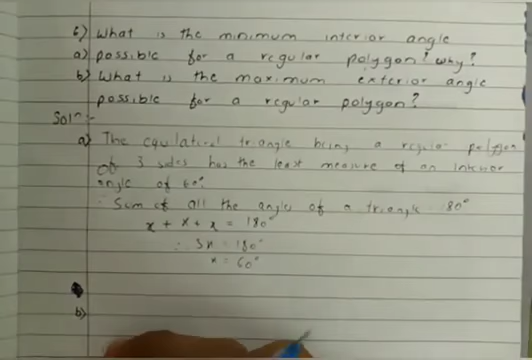 6) What is the minimum interior angle
a) possible for a regular polygon? why?
b) What is the maximum exterior angle
possible for a regular polygon?
Solⁿ:-
a) The equilateral triangle being a regular polygon
of 3 sides has the least measure of an interior
angle of 60°.
∴ Sum of all the angle of a triangle = 180°
x + x + x = 180°
∴ 3x = 180°
x = 60°
b)